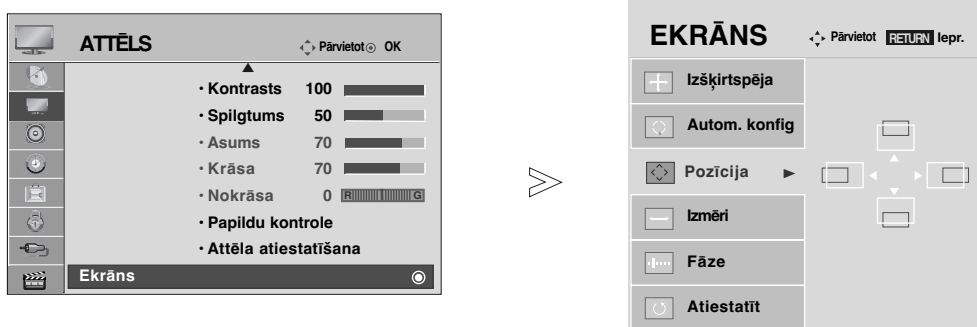 ATTĒLS
Pārvietot OK
· Kontrasts 100
· Spilgtums 50
· Asums 70
· Krāsa 70
· Nokrāsa 0 R G
· Papildu kontrole
· Attēla atiestatīšana
Ekrāns
EKRĀNS
Pārvietot RETURN Iepr.
Izšķirtspēja
Autom. konfig
Pozīcija
Izmēri
Fāze
Atiestatīt